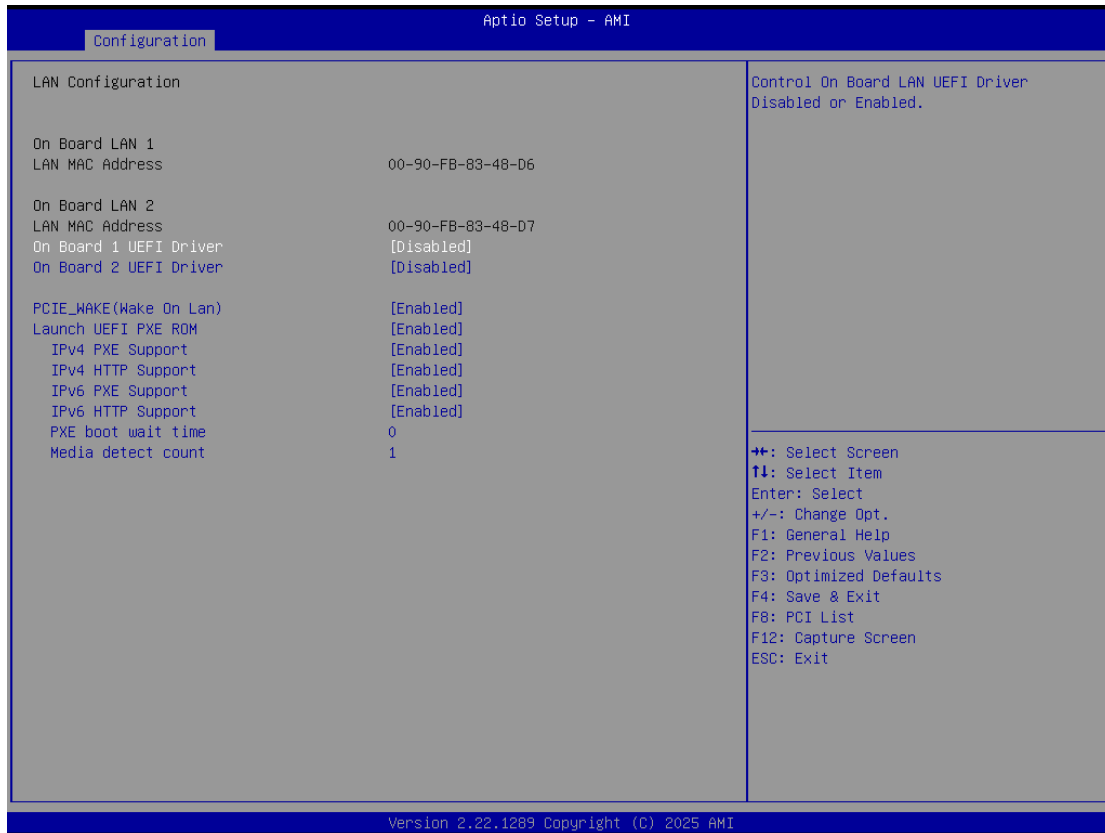 Aptio Setup – AMI
Configuration
LAN Configuration
On Board LAN 1
LAN MAC Address 00-90-FB-83-48-D6
On Board LAN 2
LAN MAC Address 00-90-FB-83-48-D7
On Board 1 UEFI Driver [Disabled]
On Board 2 UEFI Driver [Disabled]
PCIE_WAKE(Wake On Lan) [Enabled]
Launch UEFI PXE ROM [Enabled]
IPv4 PXE Support [Enabled]
IPv4 HTTP Support [Enabled]
IPv6 PXE Support [Enabled]
IPv6 HTTP Support [Enabled]
PXE boot wait time 0
Media detect count 1
Control On Board LAN UEFI Driver
Disabled or Enabled.
→←: Select Screen
↑↓: Select Item
Enter: Select
+/-: Change Opt.
F1: General Help
F2: Previous Values
F3: Optimized Defaults
F4: Save & Exit
F8: PCI List
F12: Capture Screen
ESC: Exit
Version 2.22.1289 Copyright (C) 2025 AMI